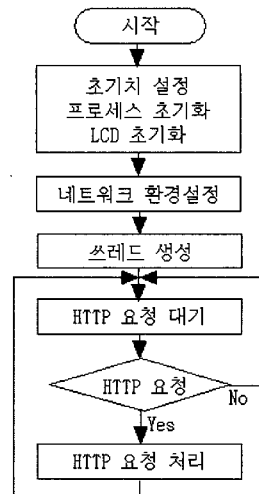 시작
초기치 설정
프로세스 초기화
LCD 초기화
네트워크 환경설정
쓰레드 생성
HTTP 요청 대기
HTTP 요청
No
Yes
HTTP 요청 처리